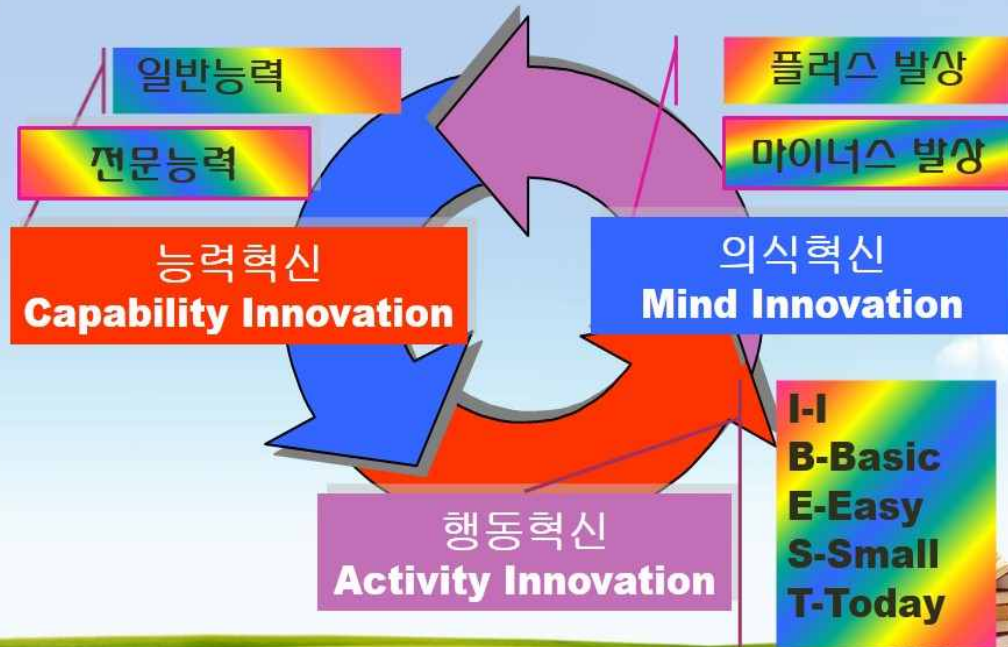 일반능력
전문능력
능력혁신
Capability Innovation
플러스 발상
마이너스 발상
의식혁신
Mind Innovation
행동혁신
Activity Innovation
I-I
B-Basic
E-Easy
S-Small
T-Today